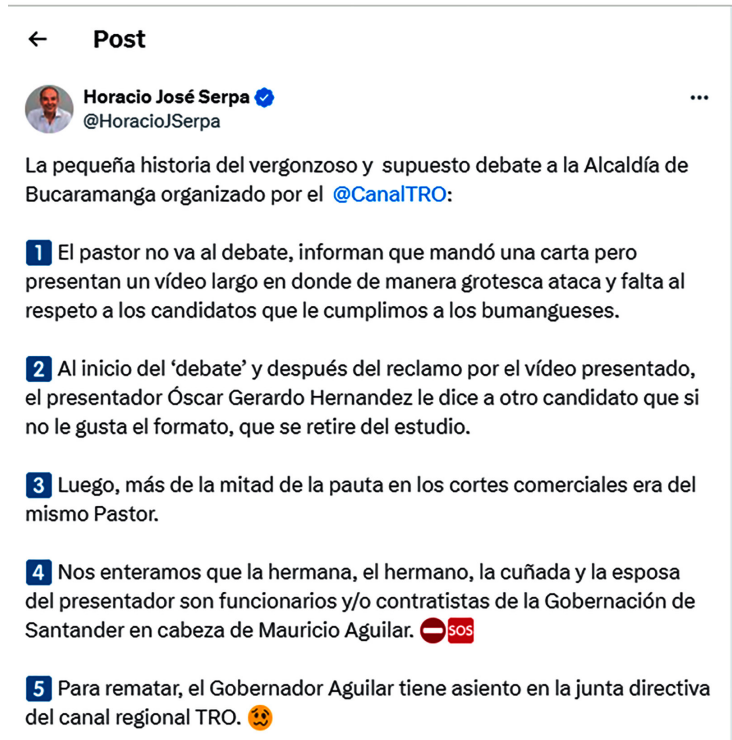 ← Post
Horacio José Serpa
@HoracioJSerpa
La pequeña historia del vergonzoso y supuesto debate a la Alcaldía de
Bucaramanga organizado por el @CanalTRO:
1 El pastor no va al debate, informan que mandó una carta pero
presentan un vídeo largo en donde de manera grotesca ataca y falta al
respeto a los candidatos que le cumplimos a los bumangueses.
2 Al inicio del ‘debate’ y después del reclamo por el vídeo presentado,
el presentador Óscar Gerardo Hernandez le dice a otro candidato que si
no le gusta el formato, que se retire del estudio.
3 Luego, más de la mitad de la pauta en los cortes comerciales era del
mismo Pastor.
4 Nos enteramos que la hermana, el hermano, la cuñada y la esposa
del presentador son funcionarios y/o contratistas de la Gobernación de
Santander en cabeza de Mauricio Aguilar. ⛔🆘
5 Para rematar, el Gobernador Aguilar tiene asiento en la junta directiva
del canal regional TRO. 🥴